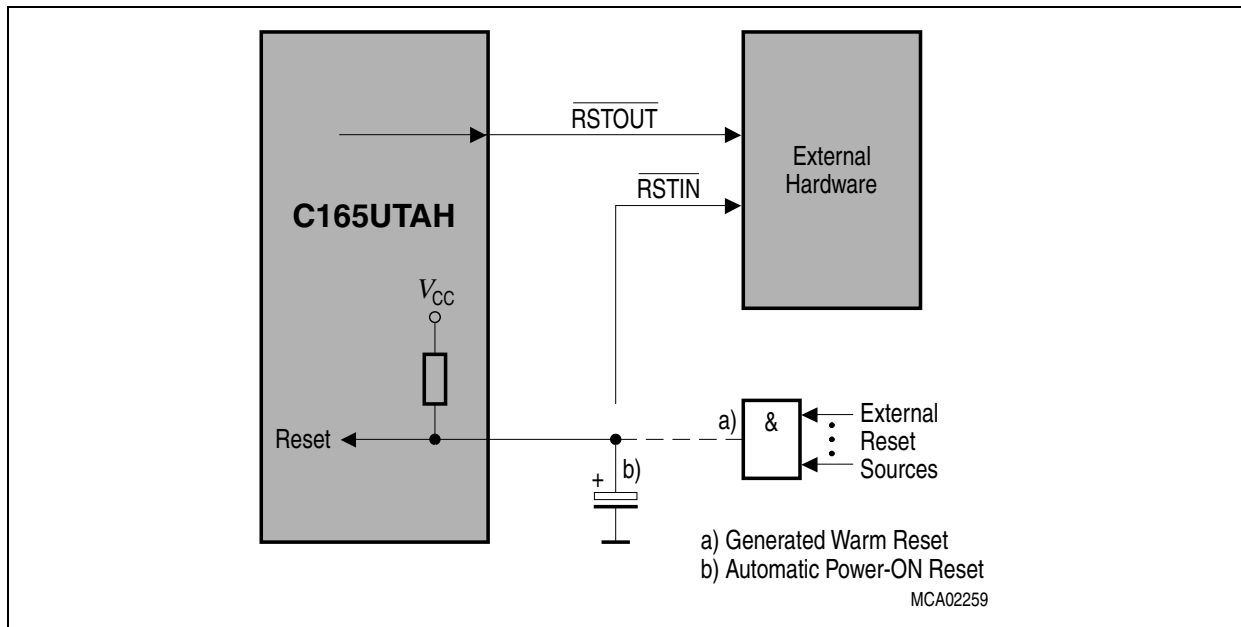 RSTOUT
External
Hardware
RSTIN
C165UTAH
VCC
Reset
a)
&
External
Reset
Sources
b)
+
a) Generated Warm Reset
b) Automatic Power-ON Reset
MCA02259